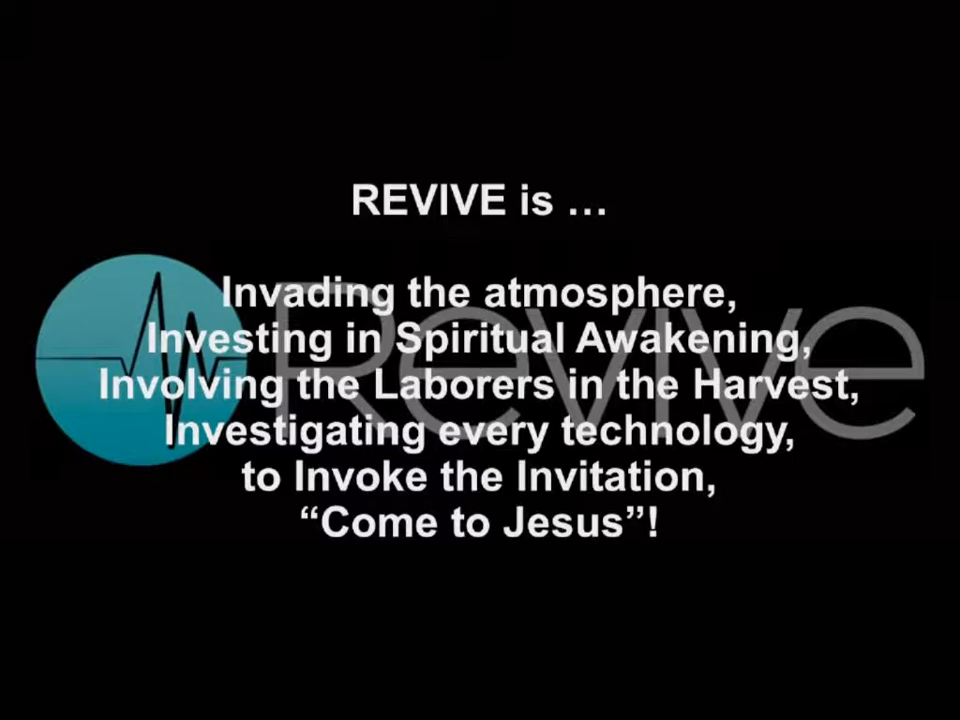 REVIVE is …
Invading the atmosphere,
Investing in Spiritual Awakening,
Revive
Involving the Laborers in the Harvest,
Investigating every technology,
to Invoke the Invitation,
“Come to Jesus”!